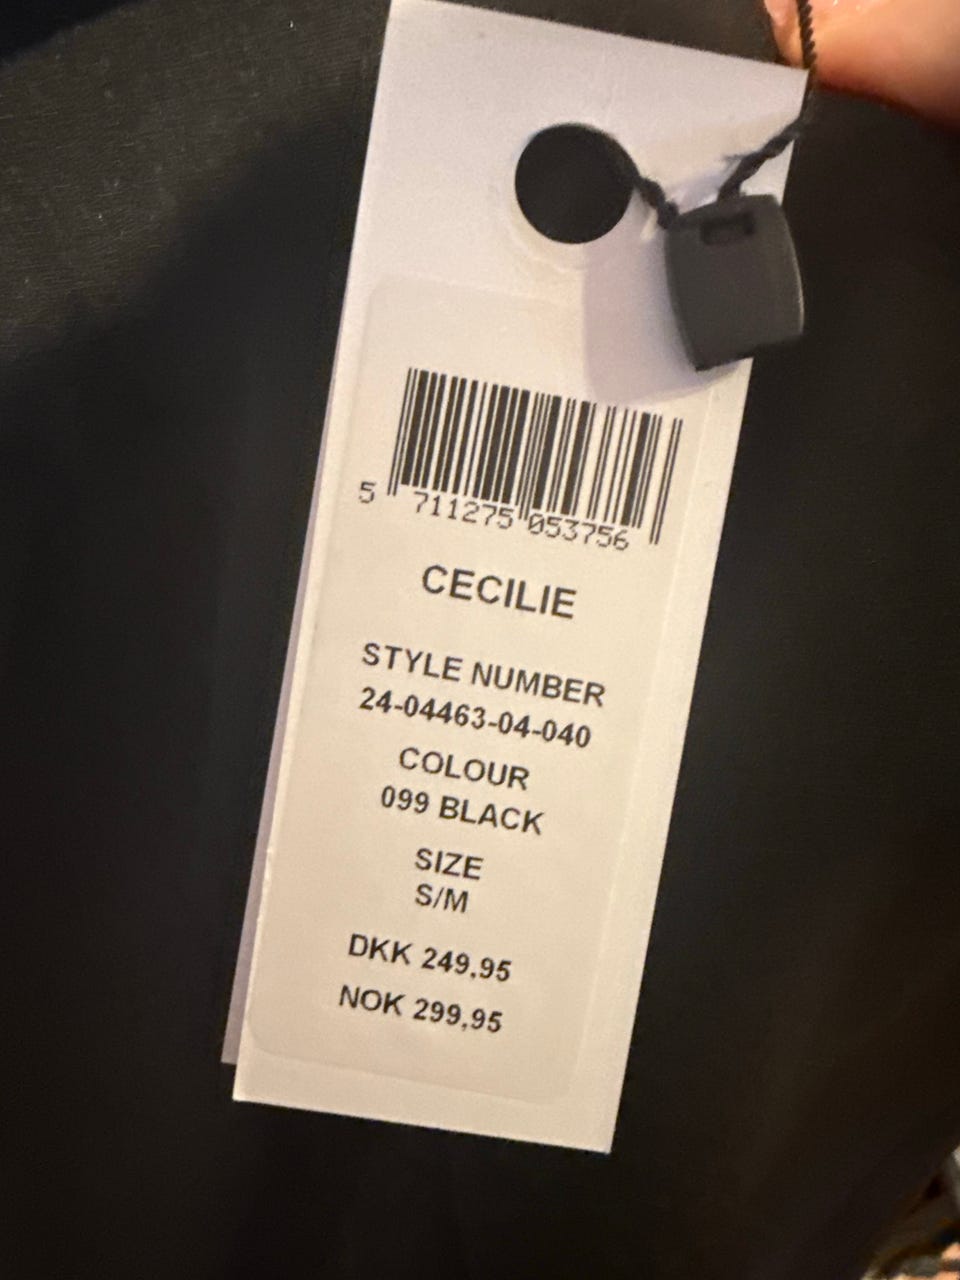 5 711275 053756
CECILIE
STYLE NUMBER
24-04463-04-040
COLOUR
099 BLACK
SIZE
S/M
DKK 249,95
NOK 299,95